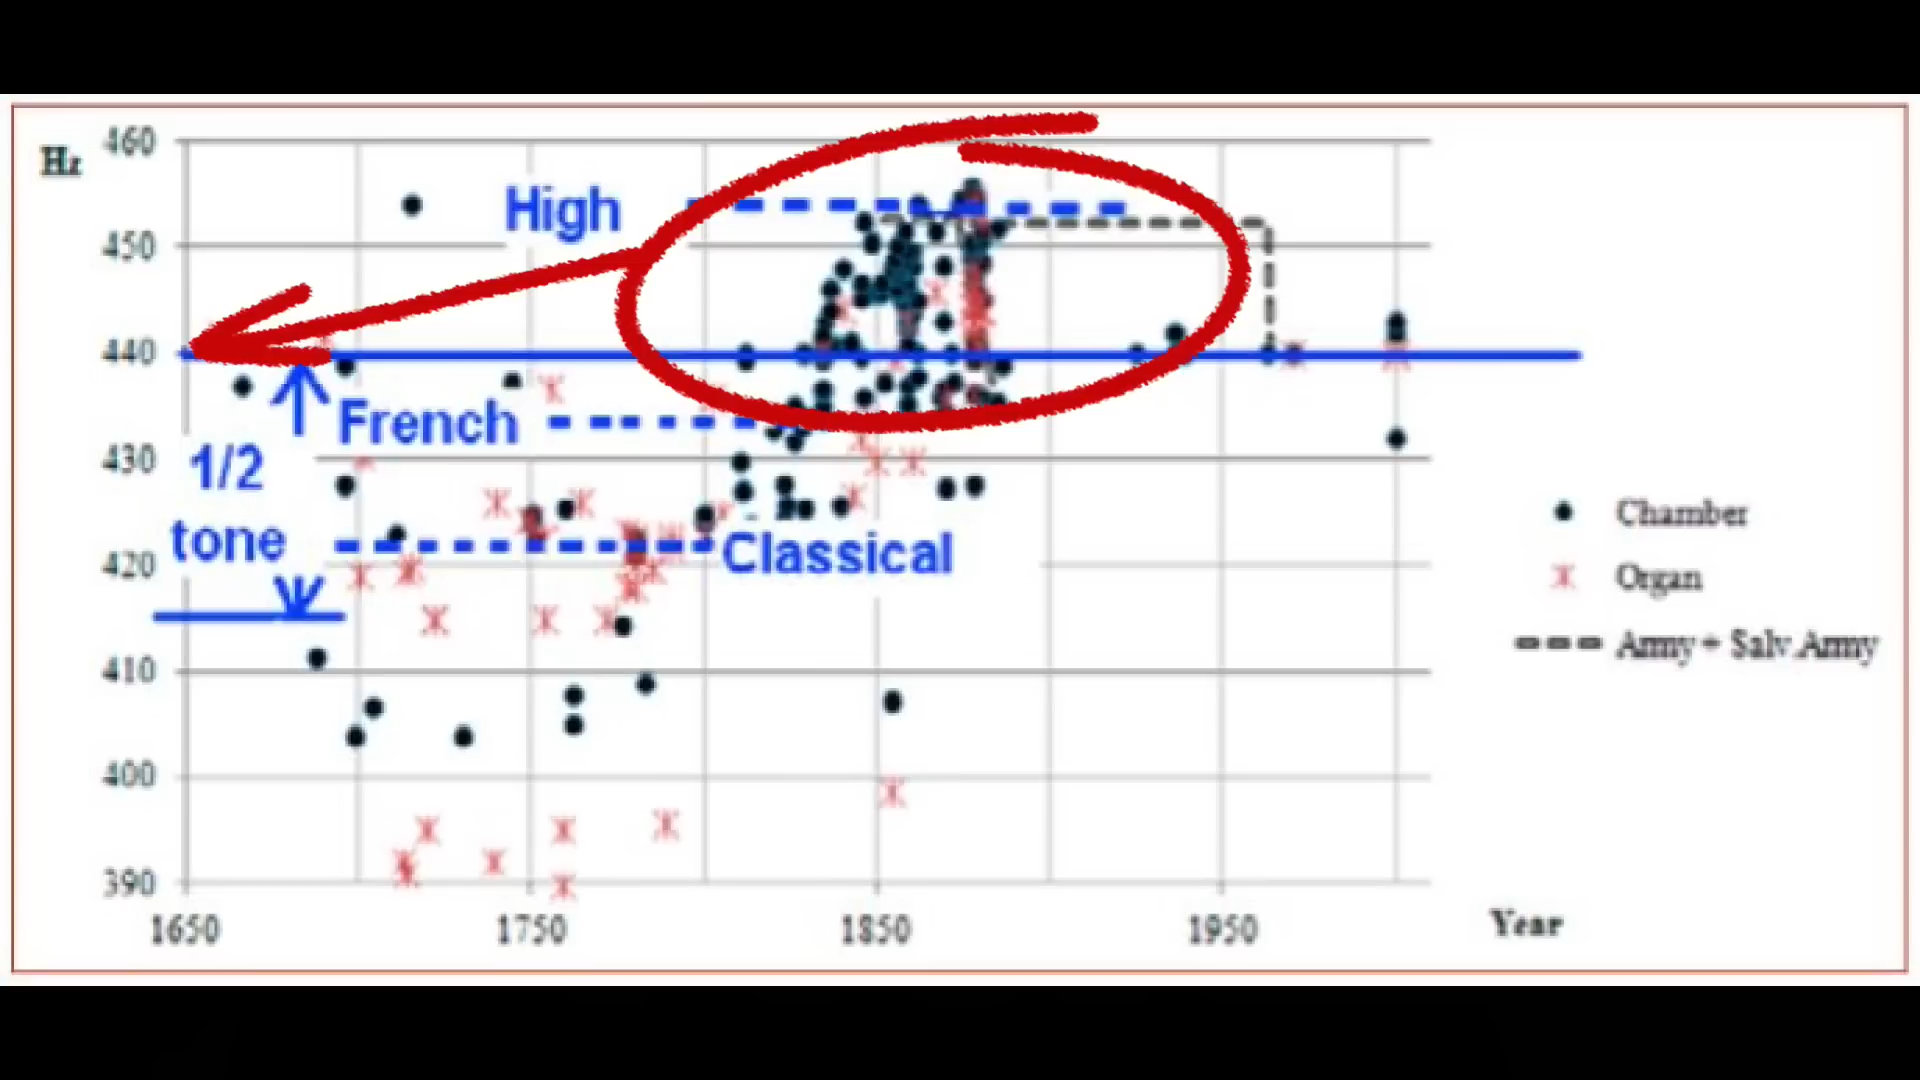 460
Hz
High
450
440
French
430
1/2
tone
Classical
420
410
400
390
1650
1750
1850
1950
Year
Chamber
Organ
Army + Salv.Army